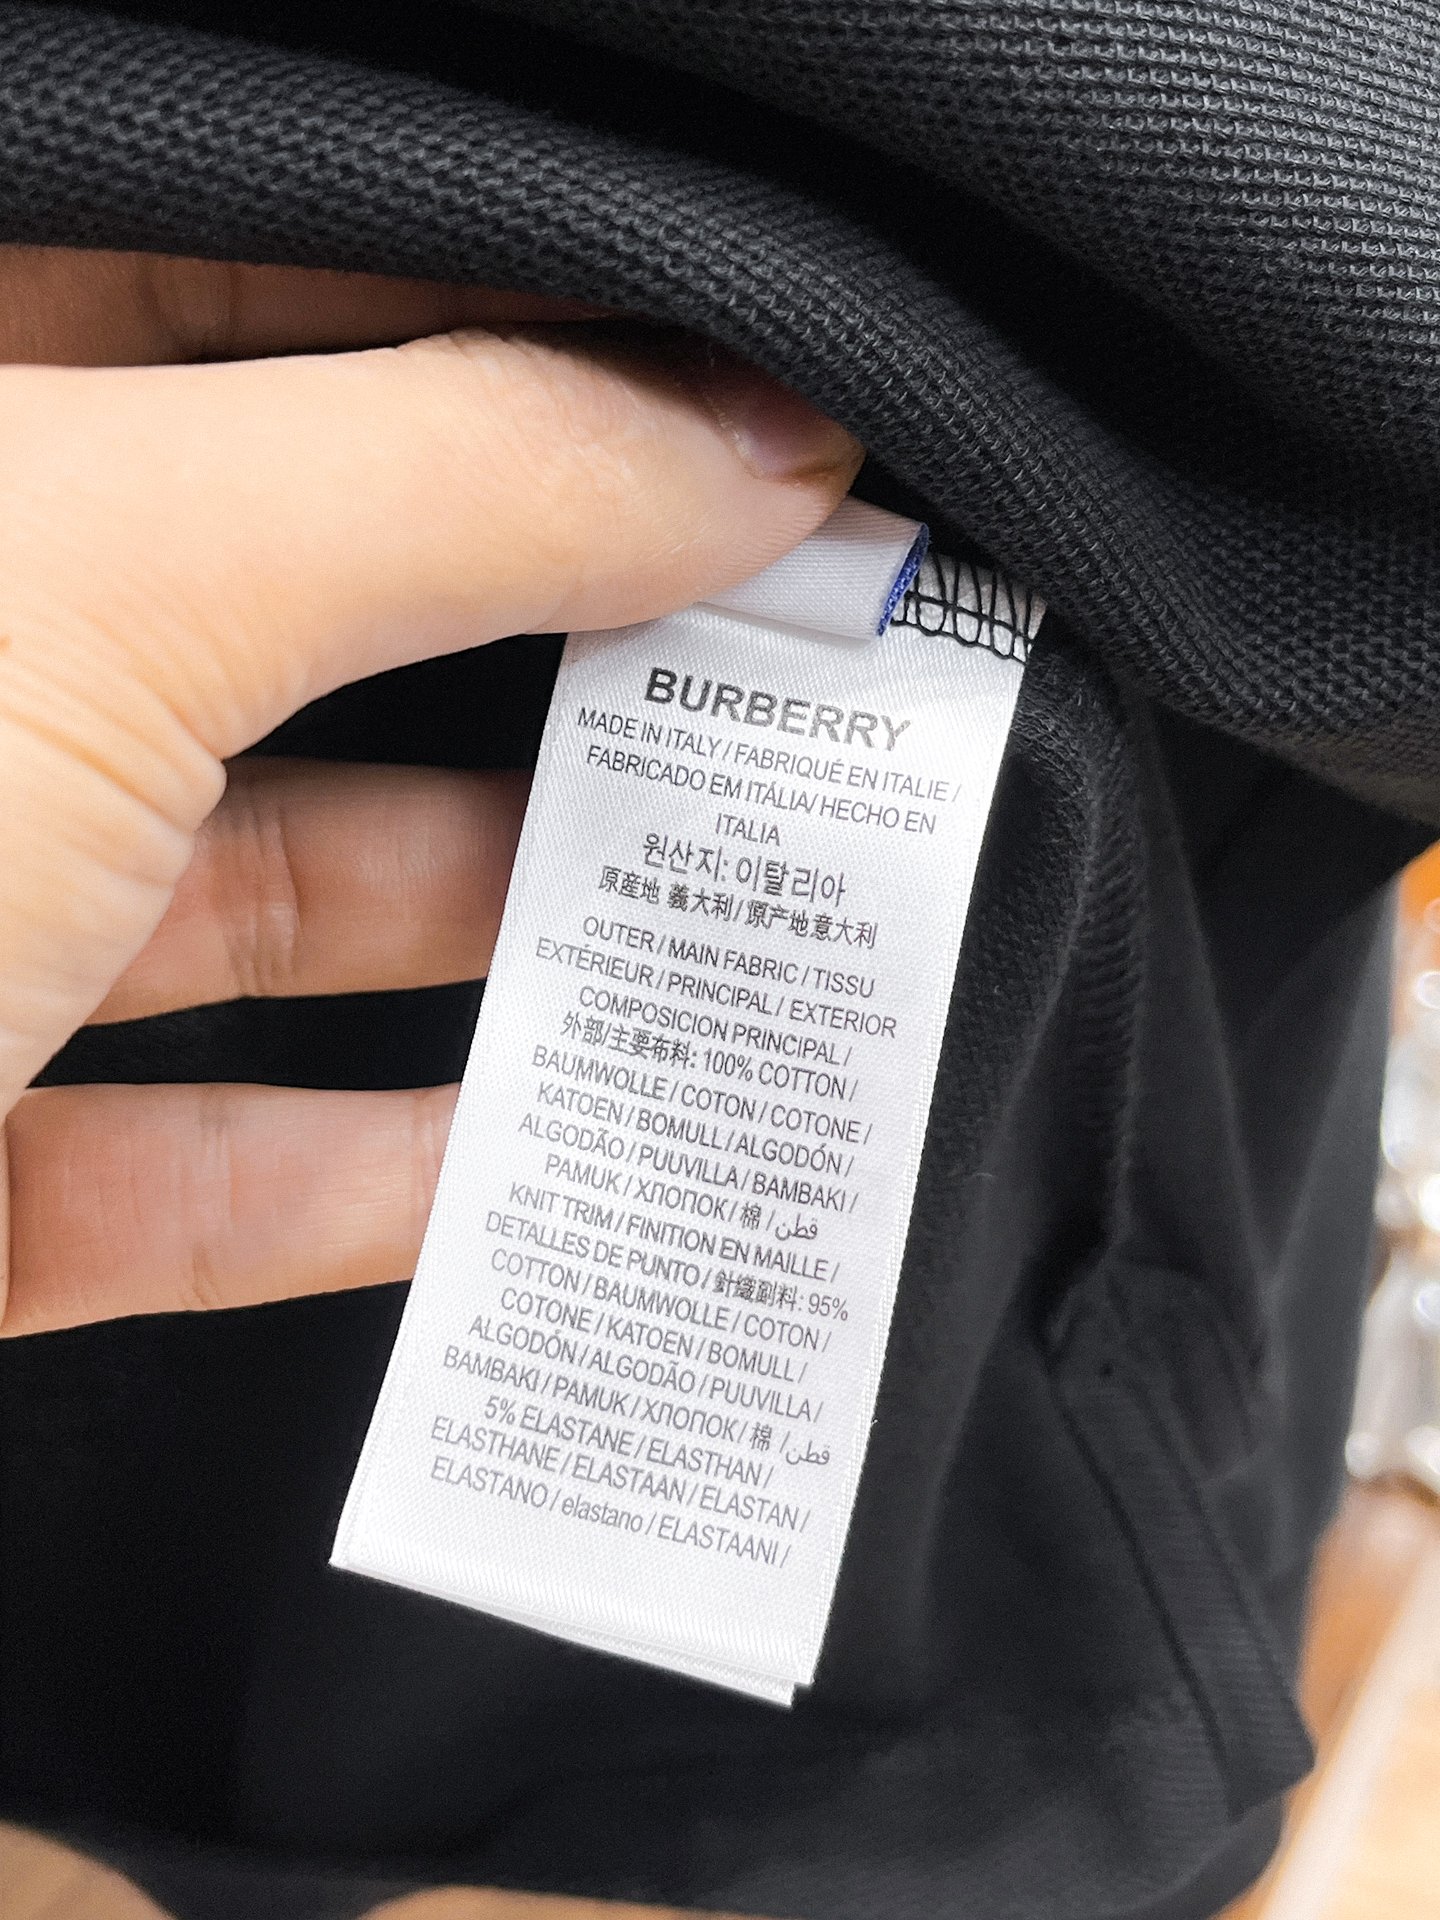 BURBERRY
MADE IN ITALY / FABRIQUÉ EN ITALIE /
FABRICADO EM ITÁLIA/ HECHO EN
ITALIA
원산지: 이탈리아
原産地 義大利 / 原产地意大利
OUTER / MAIN FABRIC / TISSU
EXTÉRIEUR / PRINCIPAL / EXTERIOR
COMPOSICION PRINCIPAL /
外部/主要布料: 100% COTTON /
BAUMWOLLE / COTON / COTONE /
KATOEN / BOMULL / ALGODÓN /
ALGODÃO / PUUVILLA / BAMBAKI /
PAMUK / ХЛОПОК / 棉 / قطن
KNIT TRIM / FINITION EN MAILLE /
DETALLES DE PUNTO / 針織副料: 95%
COTTON / BAUMWOLLE / COTON /
COTONE / KATOEN / BOMULL /
ALGODÓN / ALGODÃO / PUUVILLA /
BAMBAKI / PAMUK / ХЛОПОК / 棉 / قطن
5% ELASTANE / ELASTHAN /
ELASTHANE / ELASTAAN / ELASTAN /
ELASTANO / elastano / ELASTAANI /